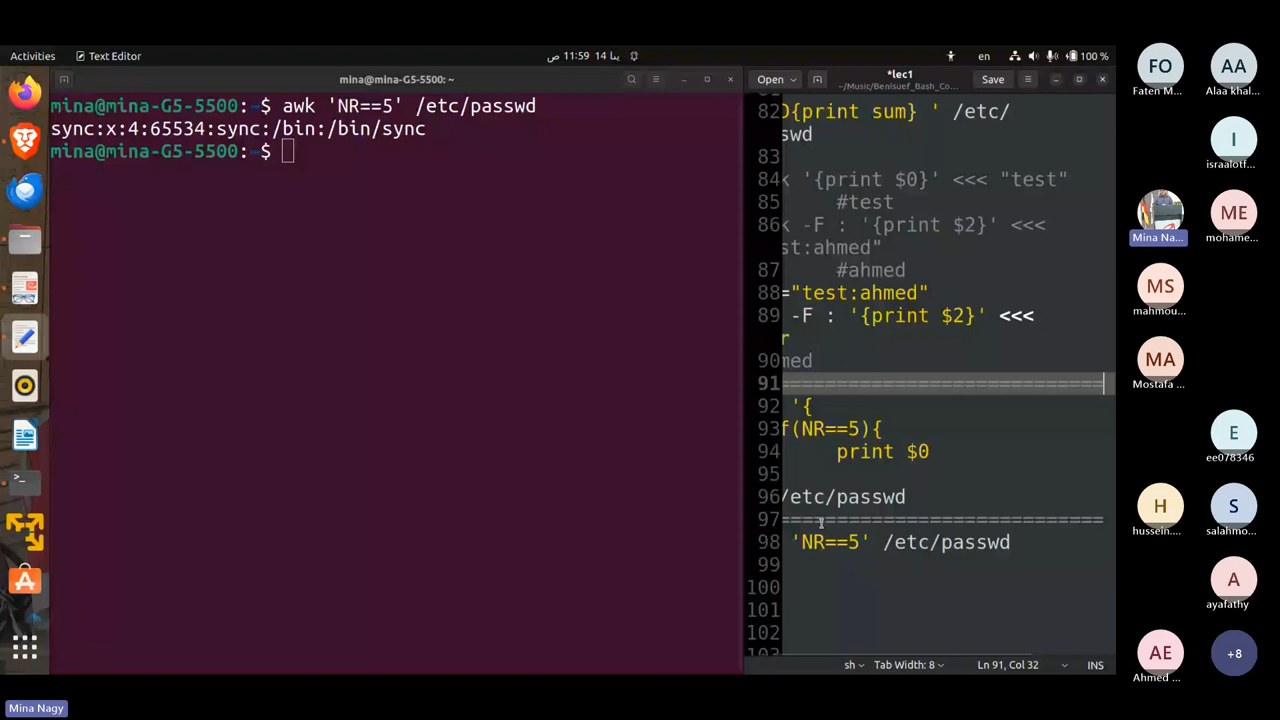 Activities
Text Editor
ص 11:59 14 يا
en
100 %
mina@mina-G5-5500: ~
mina@mina-G5-5500:~$ awk 'NR==5' /etc/passwd
sync:x:4:65534:sync:/bin:/bin/sync
mina@mina-G5-5500:~$
Open
*lec1
~/Music/Benisuef_Bash_Co...
Save
82 {print sum} ' /etc/
swd
83
84 k '{print $0}' <<< "test"
85 #test
86 k -F : '{print $2}' <<<
st:ahmed"
87 #ahmed
88 ="test:ahmed"
89 -F : '{print $2}' <<<
r
90 med
91 ==============================
92 '{
93 f(NR==5){
94 print $0
95
96 /etc/passwd
97 ==============================
98 'NR==5' /etc/passwd
99
100
101
102
103
sh
Tab Width: 8
Ln 91, Col 32
INS
FO
Faten M...
AA
Alaa khal...
I
israalotf...
Mina Na...
ME
mohame...
MS
mahmou...
MA
Mostafa ...
E
ee078346
H
hussein....
S
salahmo...
A
ayafathy
AE
Ahmed ...
+8
Mina Nagy